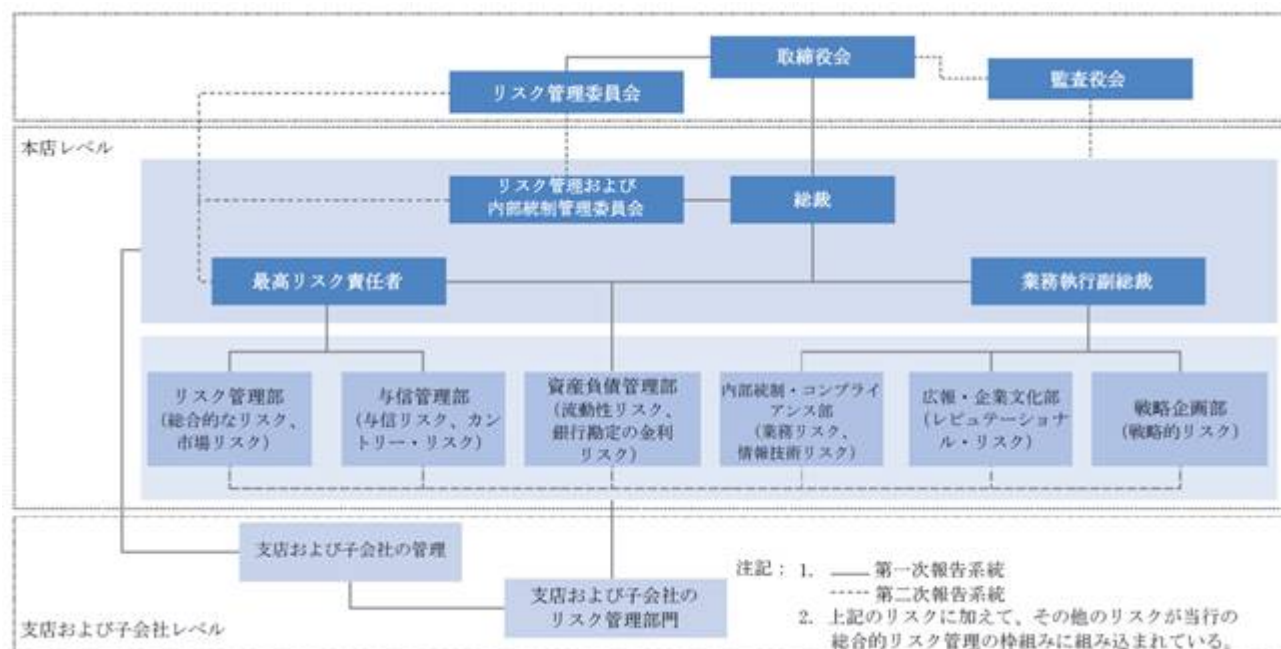 取締役会
リスク管理委員会
監査役会
本店レベル
リスク管理および
内部統制管理委員会
総裁
最高リスク責任者
業務執行副総裁
リスク管理部
(総合的なリスク、
市場リスク)
与信管理部
(与信リスク、カン
トリー・リスク)
資産負債管理部
(流動性リスク、
銀行勘定の金利
リスク)
内部統制・コンプライ
アンス部
(業務リスク、
情報技術リスク)
広報・企業文化部
(レピュテーショナ
ル・リスク)
戦略企画部
(戦略的リスク)
支店および子会社の管理
支店および子会社の
リスク管理部門
支店および子会社レベル
注記: 1. 第一次報告系統
第二次報告系統
2. 上記のリスクに加えて、その他のリスクが当行の
総合的リスク管理の枠組みに組み込まれている。